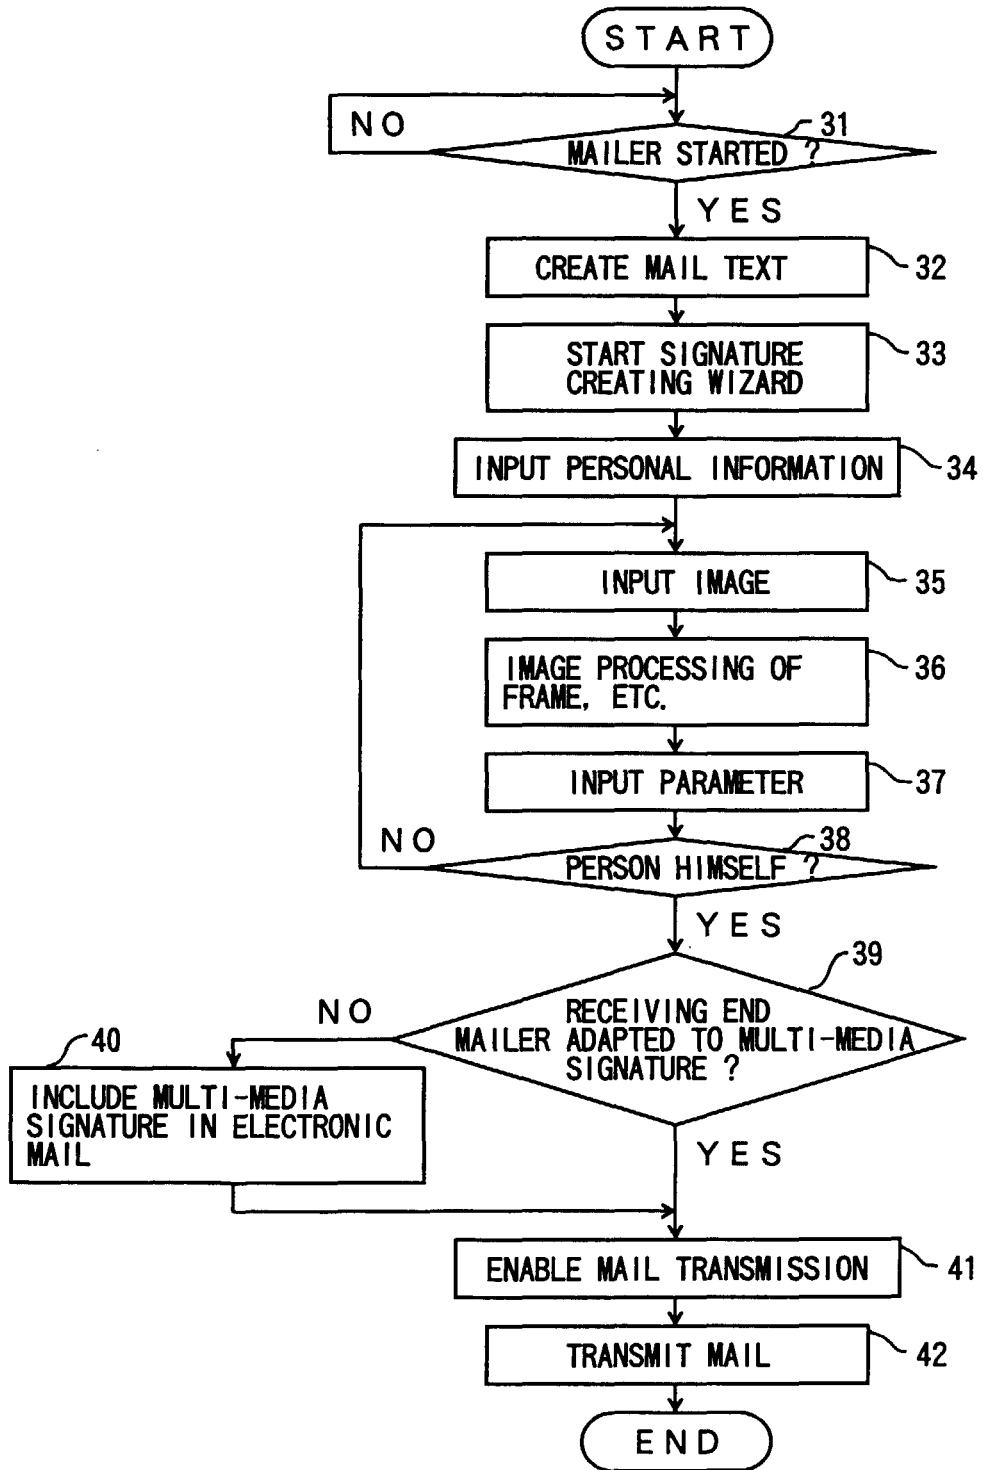 START
NO
31
MAILER STARTED ?
YES
CREATE MAIL TEXT
32
START SIGNATURE
CREATING WIZARD
33
INPUT PERSONAL INFORMATION
34
INPUT IMAGE
35
IMAGE PROCESSING OF
FRAME, ETC.
36
INPUT PARAMETER
37
NO
38
PERSON HIMSELF ?
YES
39
NO
RECEIVING END
MAILER ADAPTED TO MULTI-MEDIA
SIGNATURE ?
40
INCLUDE MULTI-MEDIA
SIGNATURE IN ELECTRONIC
MAIL
YES
ENABLE MAIL TRANSMISSION
41
TRANSMIT MAIL
42
END